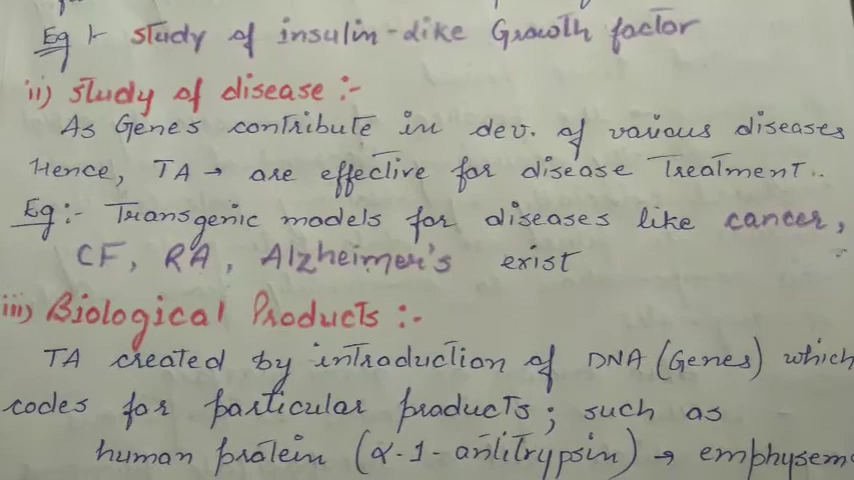 Eg :- Study of insulin-like Growth factor
ii) Study of disease :-
As Genes contribute in dev. of various diseases
Hence, TA → are effective for disease Treatment..
Eg:- Transgenic models for diseases like cancer,
CF, RA, Alzheimer's exist
iii) Biological Products :-
TA created by introduction of DNA (Genes) which
codes for particular products; such as
human protein (α-1-antitrypsin) → emphysem